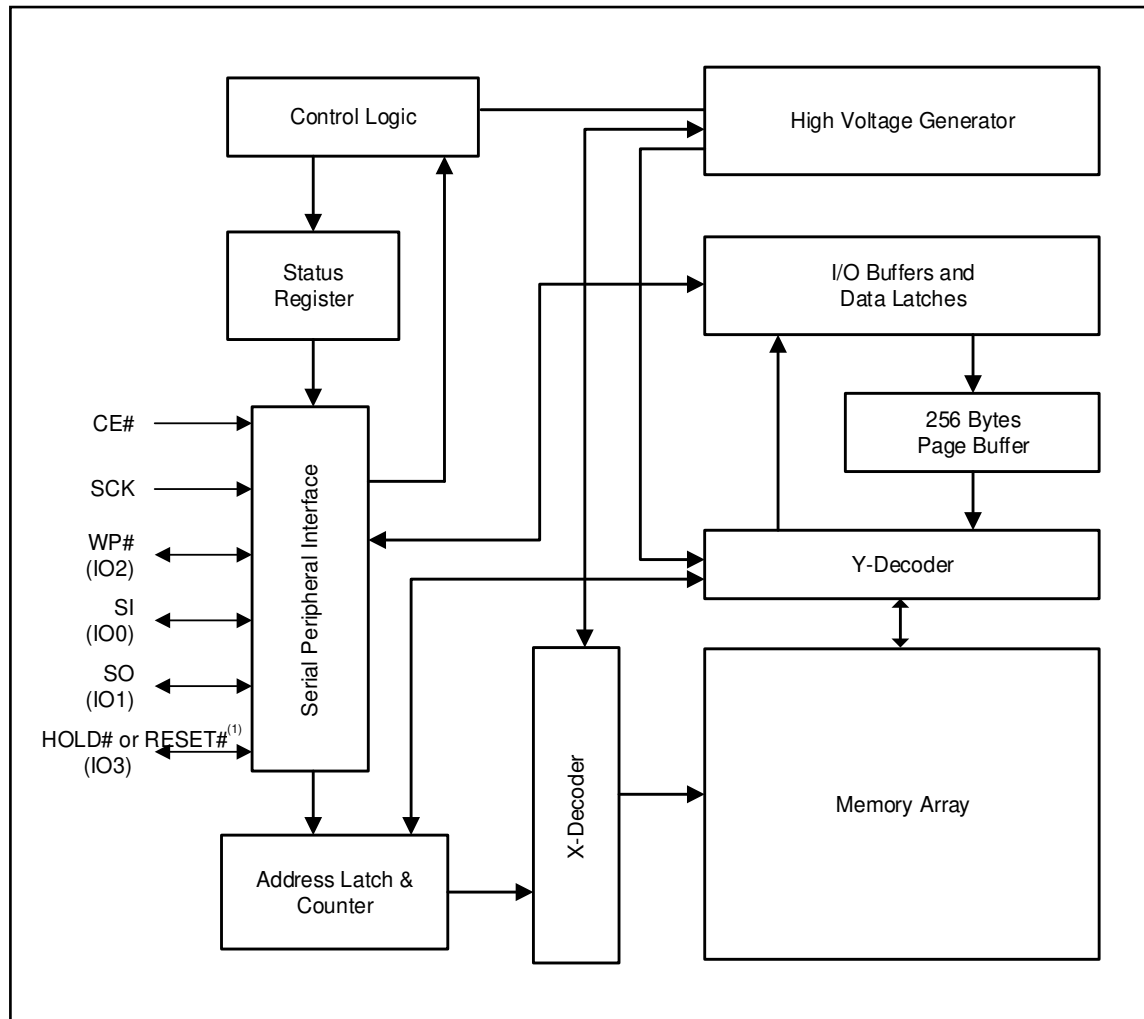 Control Logic
High Voltage Generator
Status
Register
I/O Buffers and
Data Latches
256 Bytes
Page Buffer
Y-Decoder
CE#
SCK
WP#
(IO2)
SI
(IO0)
SO
(IO1)
HOLD# or RESET#(1)
(IO3)
Serial Peripheral Interface
Address Latch &
Counter
X-Decoder
Memory Array